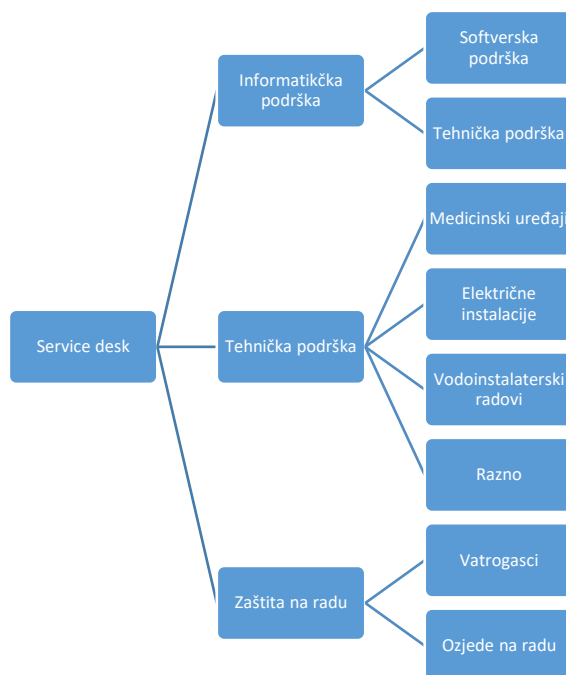 Softverska
podrška
Informatikčka
podrška
Tehnička podrška
Medicinski uređaji
Električne
instalacije
Service desk
Tehnička podrška
Vodoinstalaterski
radovi
Razno
Vatrogasci
Zaštita na radu
Ozjede na radu